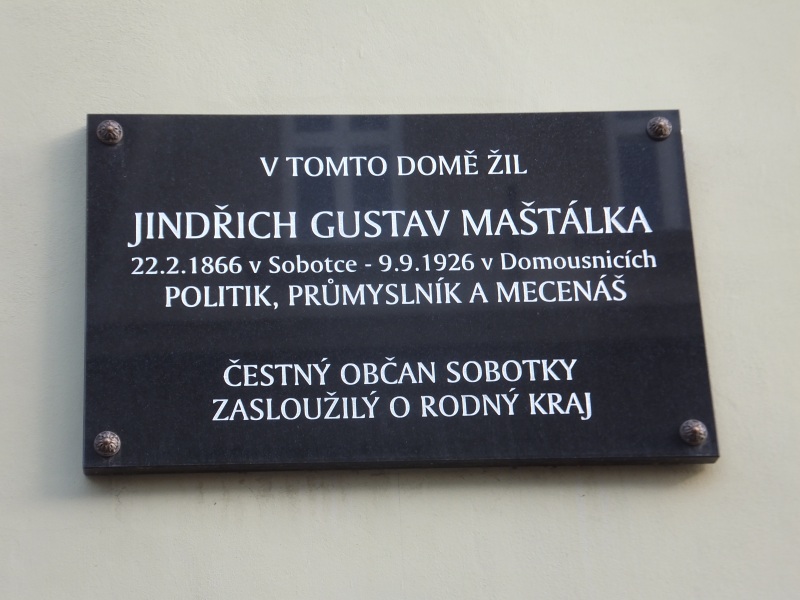 V TOMTO DOMĚ ŽIL
JINDŘICH GUSTAV MAŠTÁLKA
22.2.1866 v Sobotce - 9.9.1926 v Domousnicích
POLITIK, PRŮMYSLNÍK A MECENÁŠ
ČESTNÝ OBČAN SOBOTKY
ZASLOUŽILÝ O RODNÝ KRAJ